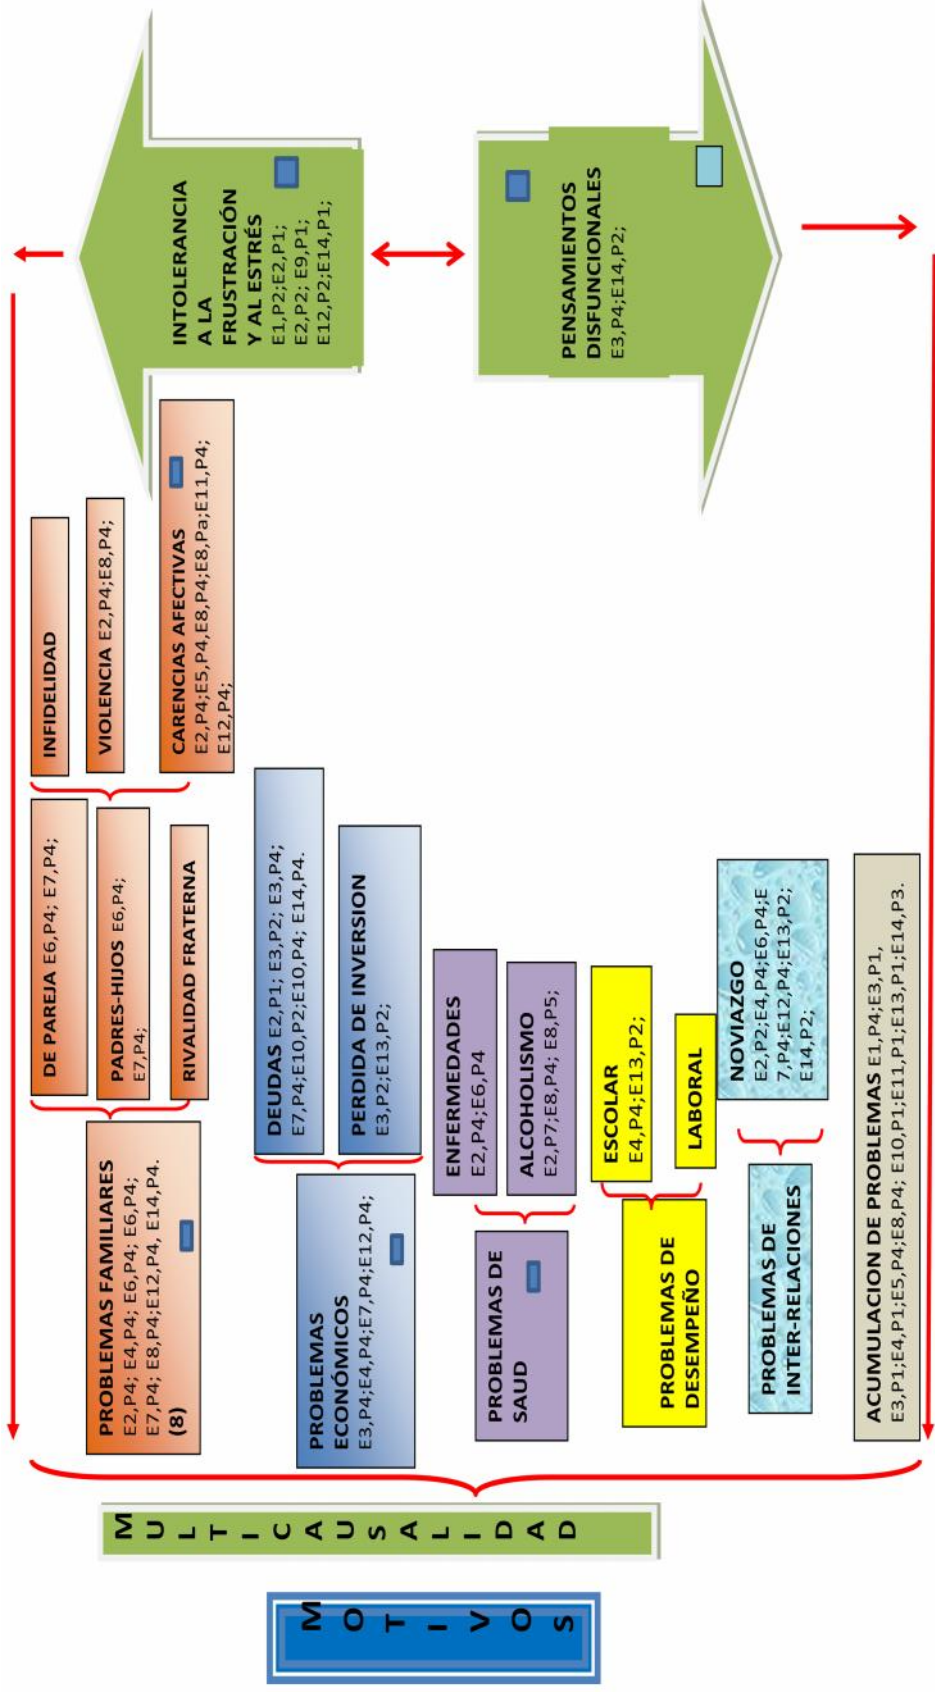 MOTIVOS
MULTICAUSALIDAD
PROBLEMAS FAMILIARES
E2,P4; E4,P4; E6,P4; E6,P4;
E7,P4; E8,P4;E12,P4, E14,P4.
(8)
DE PAREJA E6,P4; E7,P4;
PADRES-HIJOS E6,P4;
E7,P4;
RIVALIDAD FRATERNA
INFIDELIDAD
VIOLENCIA E2,P4;E8,P4;
CARENCIAS AFECTIVAS
E2,P4;E5,P4,E8,P4;E8,P4;E8,Pa;E11,P4;
E12,P4;
PROBLEMAS
ECONÓMICOS
E3,P4;E4,P4;E7,P4;E12,P4;
DEUDAS E2,P1; E3,P2; E3,P4;
E7,P4;E10,P2;E10,P4; E14,P4.
PERDIDA DE INVERSION
E3,P2;E13,P2;
PROBLEMAS DE
SAUD
ENFERMEDADES
E2,P4;E6,P4
ALCOHOLISMO
E2,P7;E8,P4; E8,P5;
PROBLEMAS DE
DESEMPEÑO
ESCOLAR
E4,P4;E13,P2;
LABORAL
PROBLEMAS DE
INTER-RELACIONES
NOVIAZGO
E2,P2;E4,P4;E6,P4;E
7,P4;E12,P4;E13,P2;
E14,P2;
ACUMULACION DE PROBLEMAS E1,P4;E3,P1,
E3,P1;E4,P1;E5,P4;E8,P4; E10,P1;E11,P1;E13,P1;E14,P3.
INTOLERANCIA
A LA
FRUSTRACIÓN
Y AL ESTRÉS
E1,P2;E2,P1;
E2,P2; E9,P1;
E12,P2;E14,P1;
PENSAMIENTOS
DISFUNCIONALES
E3,P4;E14,P2;